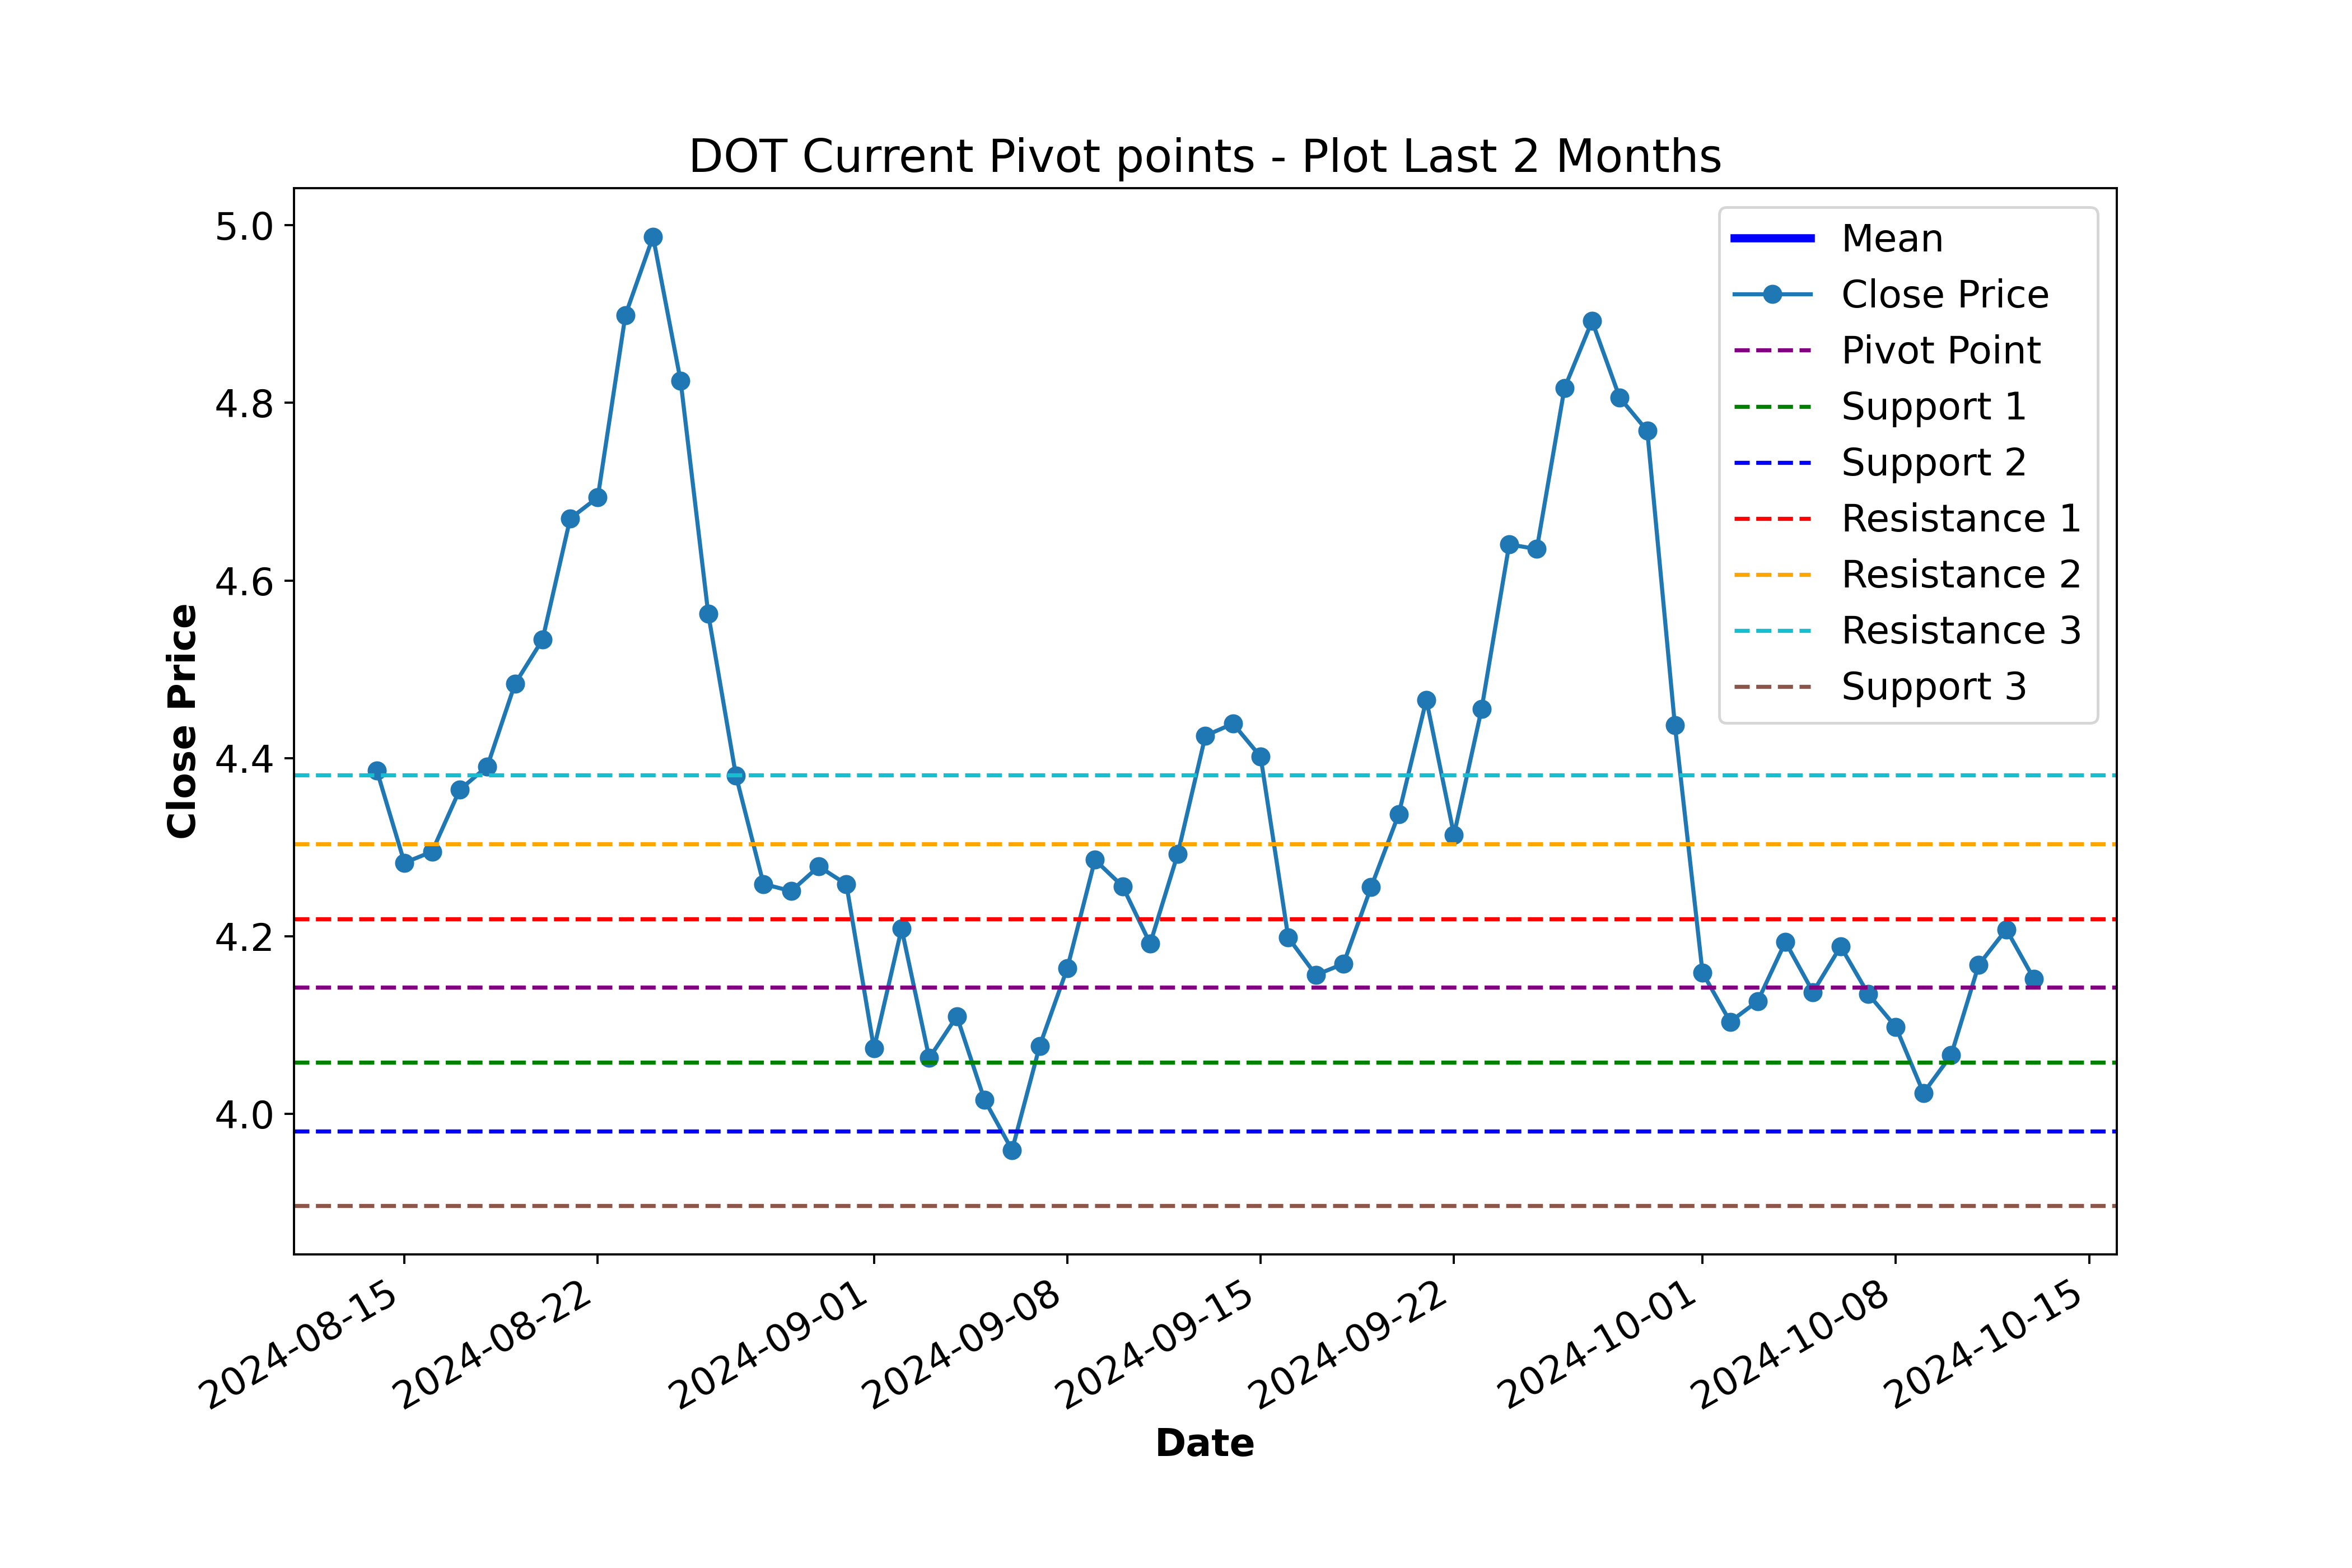 DOT Current Pivot points - Plot Last 2 Months
Mean
Close Price
Pivot Point
Support 1
Support 2
Resistance 1
Resistance 2
Resistance 3
Support 3
Close Price
5.0
4.8
4.6
4.4
4.2
4.0
2024-08-15
2024-08-22
2024-09-01
2024-09-08
2024-09-15
2024-09-22
2024-10-01
2024-10-08
2024-10-15
Date